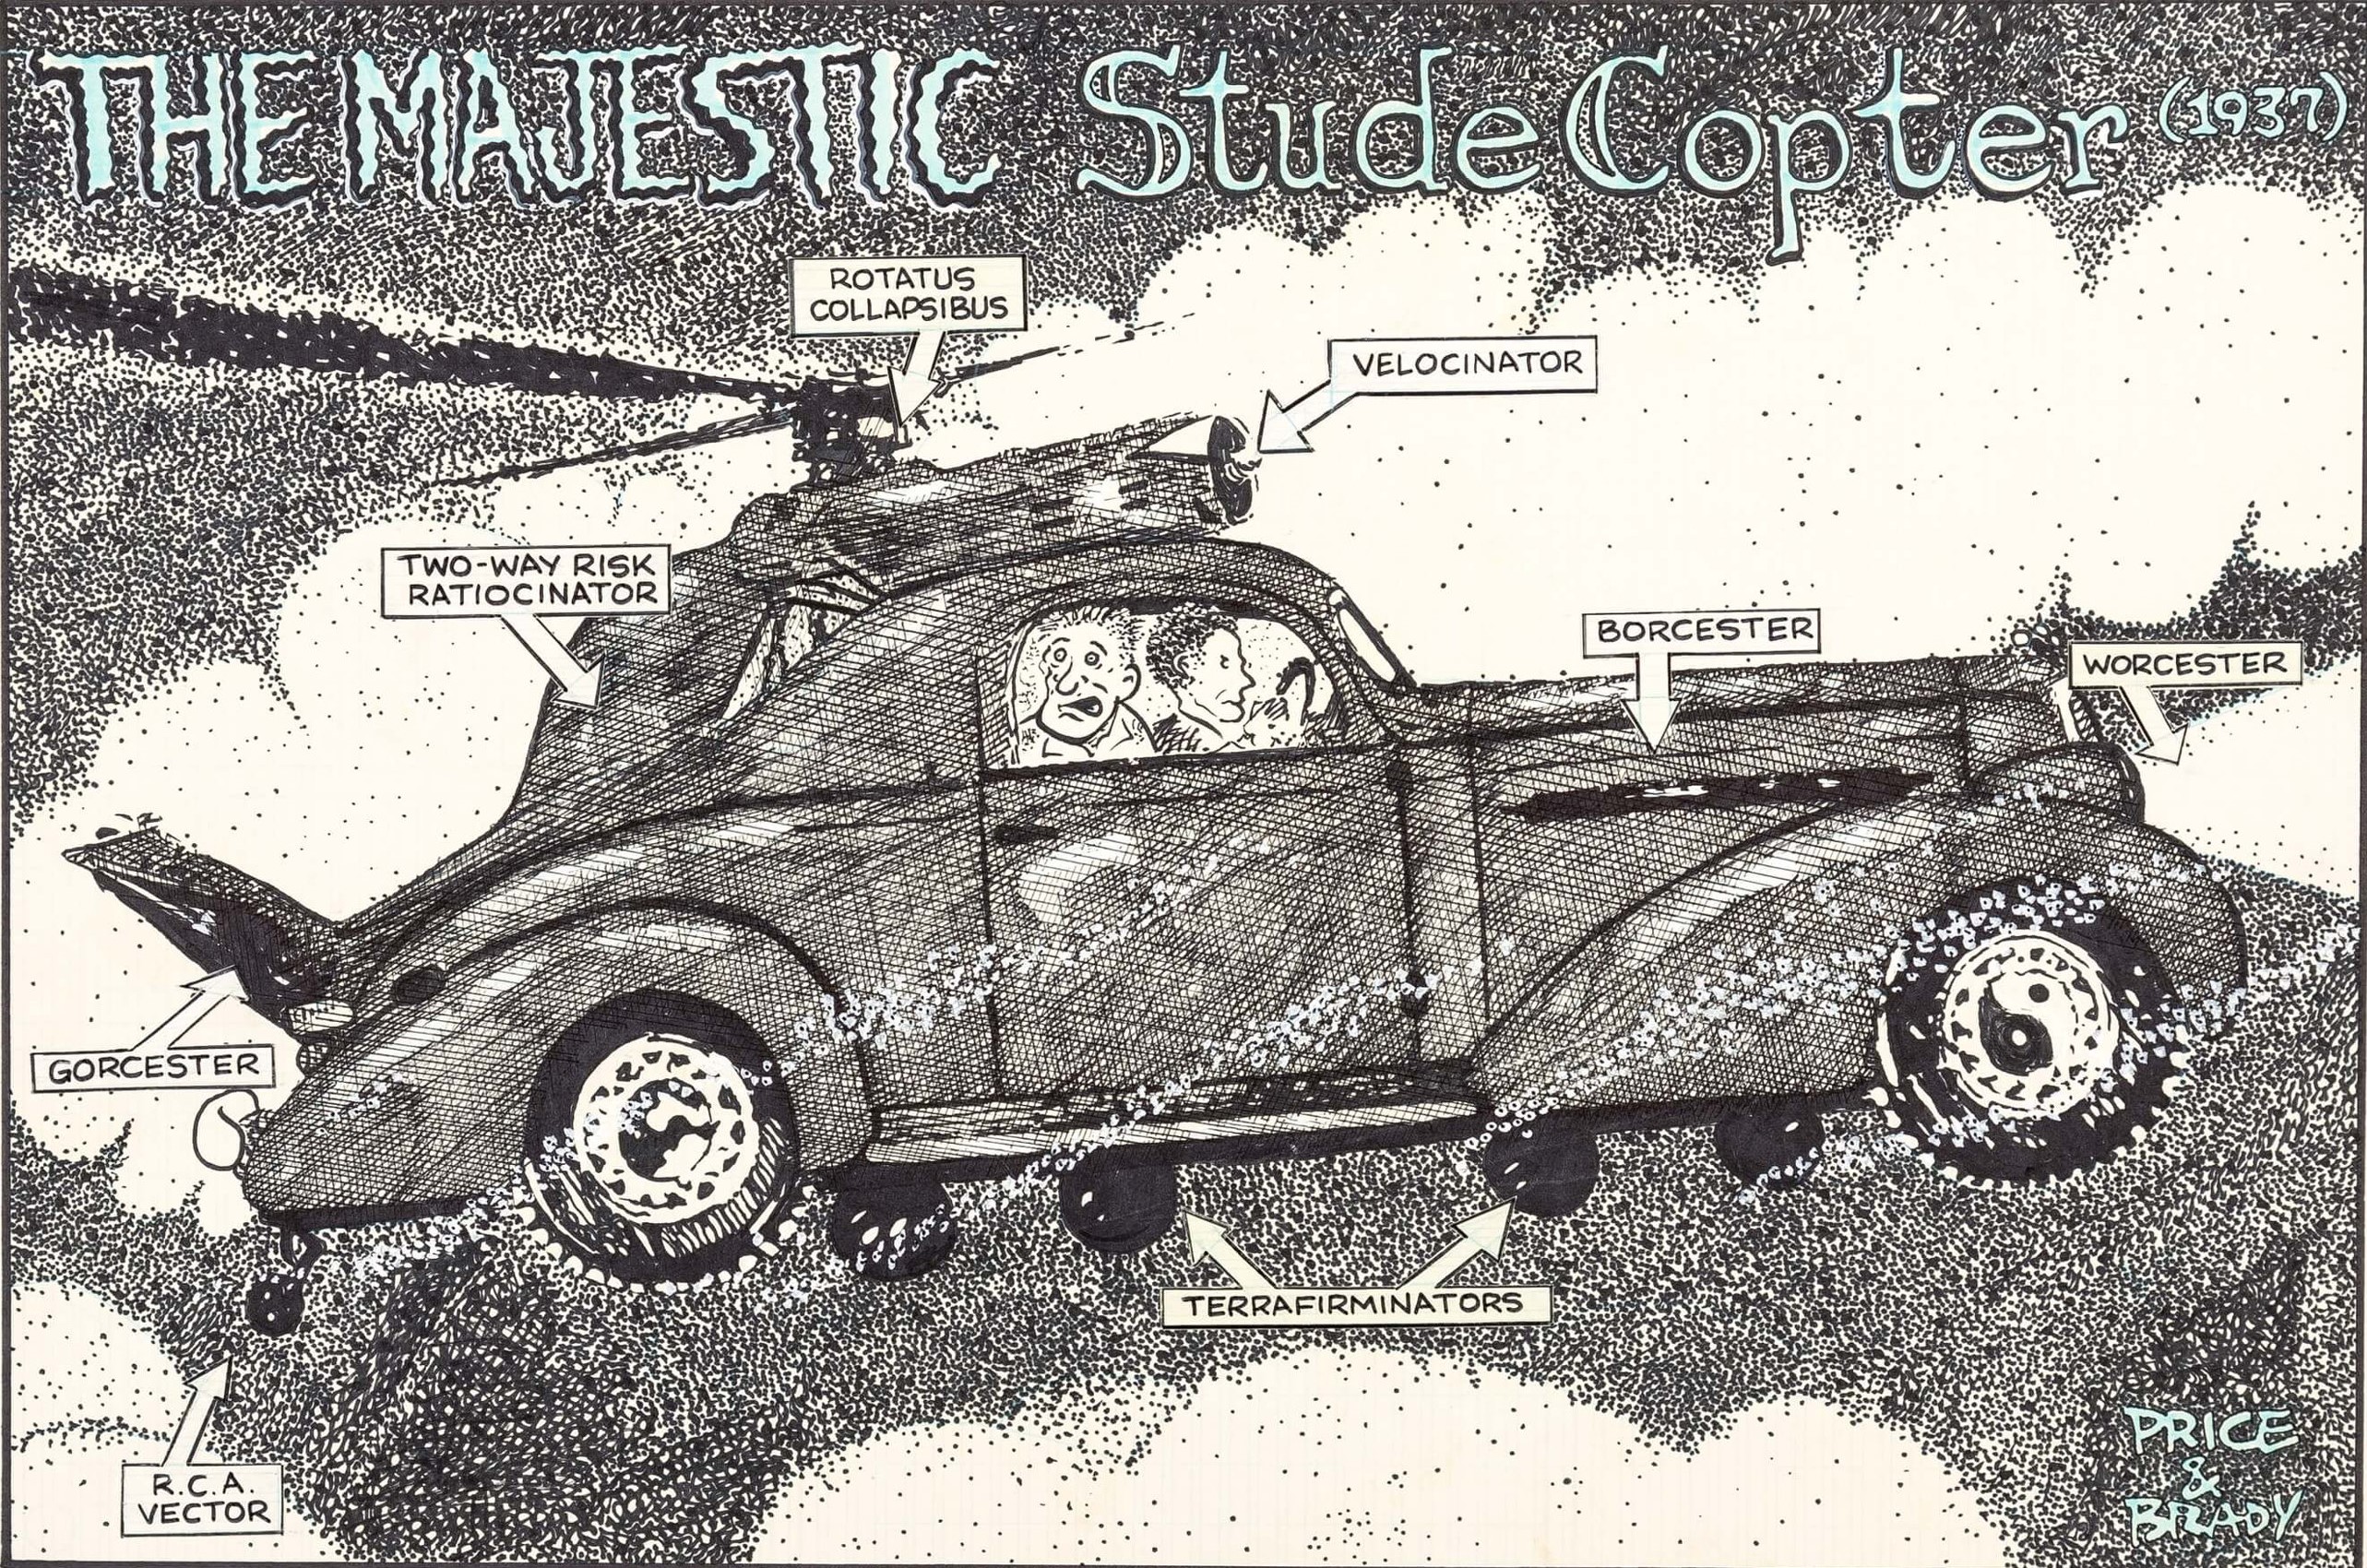 THE MAJESTIC StudeCopter (1937)
ROTATUS
COLLAPSIBUS
VELOCINATOR
TWO-WAY RISK
RATIOCINATOR
BORCESTER
WORCESTER
GORCESTER
TERRAFIRMINATORS
R.C.A.
VECTOR
PRICE
&
BRADY